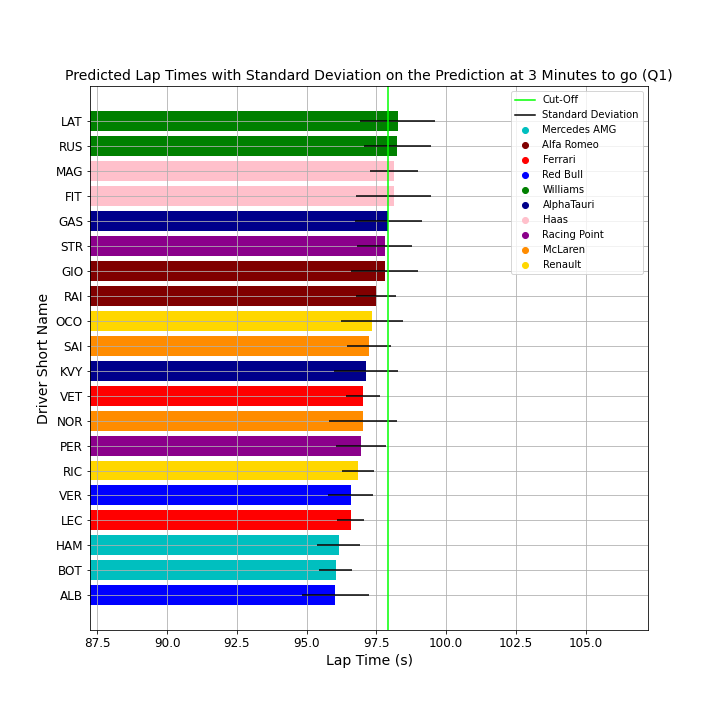 Predicted Lap Times with Standard Deviation on the Prediction at 3 Minutes to go (Q1)
Cut-Off
Standard Deviation
Mercedes AMG
Alfa Romeo
Ferrari
Red Bull
Williams
AlphaTauri
Haas
Racing Point
McLaren
Renault
Driver Short Name
LAT
RUS
MAG
FIT
GAS
STR
GIO
RAI
OCO
SAI
KVY
VET
NOR
PER
RIC
VER
LEC
HAM
BOT
ALB
87.5 90.0 92.5 95.0 97.5 100.0 102.5 105.0
Lap Time (s)